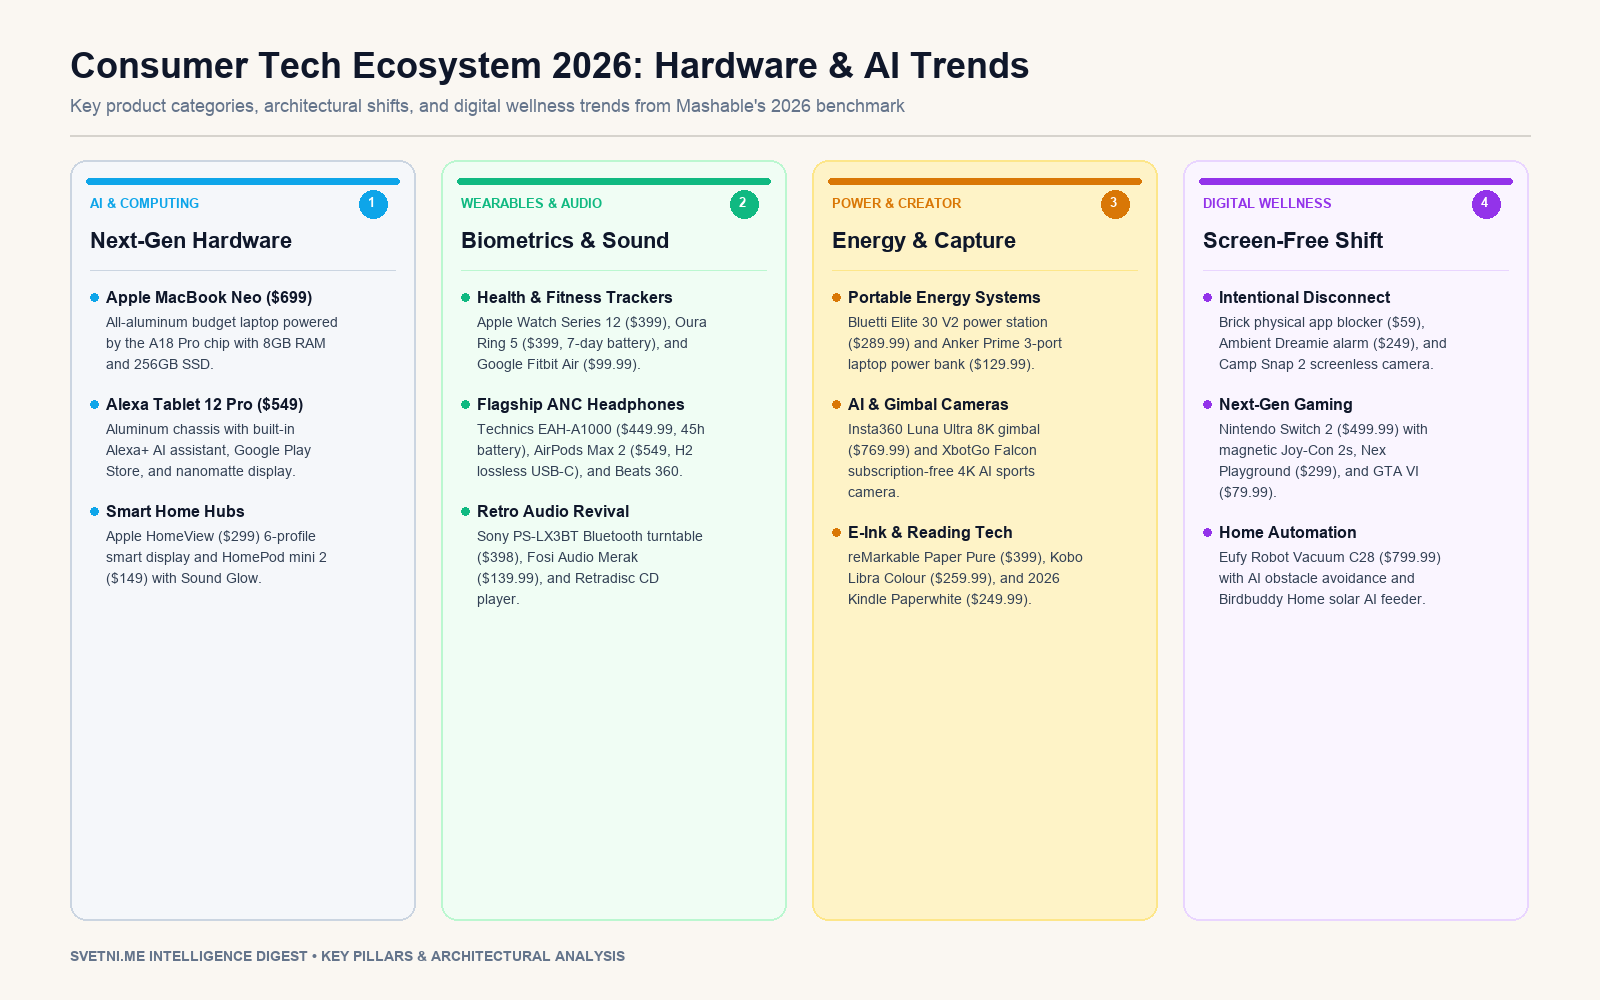 Consumer Tech Ecosystem 2026: Hardware & AI Trends
Key product categories, architectural shifts, and digital wellness trends from Mashable's 2026 benchmark
AI & COMPUTING
1
Next-Gen Hardware
Apple MacBook Neo ($699)
All-aluminum budget laptop powered
by the A18 Pro chip with 8GB RAM
and 256GB SSD.
Alexa Tablet 12 Pro ($549)
Aluminum chassis with built-in
Alexa+ AI assistant, Google Play
Store, and nanomatte display.
Smart Home Hubs
Apple HomeView ($299) 6-profile
smart display and HomePod mini 2
($149) with Sound Glow.
WEARABLES & AUDIO
2
Biometrics & Sound
Health & Fitness Trackers
Apple Watch Series 12 ($399), Oura
Ring 5 ($399, 7-day battery), and
Google Fitbit Air ($99.99).
Flagship ANC Headphones
Technics EAH-A1000 ($449.99, 45h
battery), AirPods Max 2 ($549, H2
lossless USB-C), and Beats 360.
Retro Audio Revival
Sony PS-LX3BT Bluetooth turntable
($398), Fosi Audio Merak
($139.99), and Retradisc CD
player.
POWER & CREATOR
3
Energy & Capture
Portable Energy Systems
Bluetti Elite 30 V2 power station
($289.99) and Anker Prime 3-port
laptop power bank ($129.99).
AI & Gimbal Cameras
Insta360 Luna Ultra 8K gimbal
($769.99) and XbotGo Falcon
subscription-free 4K AI sports
camera.
E-Ink & Reading Tech
reMarkable Paper Pure ($399), Kobo
Libra Colour ($259.99), and 2026
Kindle Paperwhite ($249.99).
DIGITAL WELLNESS
4
Screen-Free Shift
Intentional Disconnect
Brick physical app blocker ($59),
Ambient Dreamie alarm ($249), and
Camp Snap 2 screenless camera.
Next-Gen Gaming
Nintendo Switch 2 ($499.99) with
magnetic Joy-Con 2s, Nex
Playground ($299), and GTA VI
($79.99).
Home Automation
Eufy Robot Vacuum C28 ($799.99)
with AI obstacle avoidance and
Birdbuddy Home solar AI feeder.
SVETNI.ME INTELLIGENCE DIGEST • KEY PILLARS & ARCHITECTURAL ANALYSIS